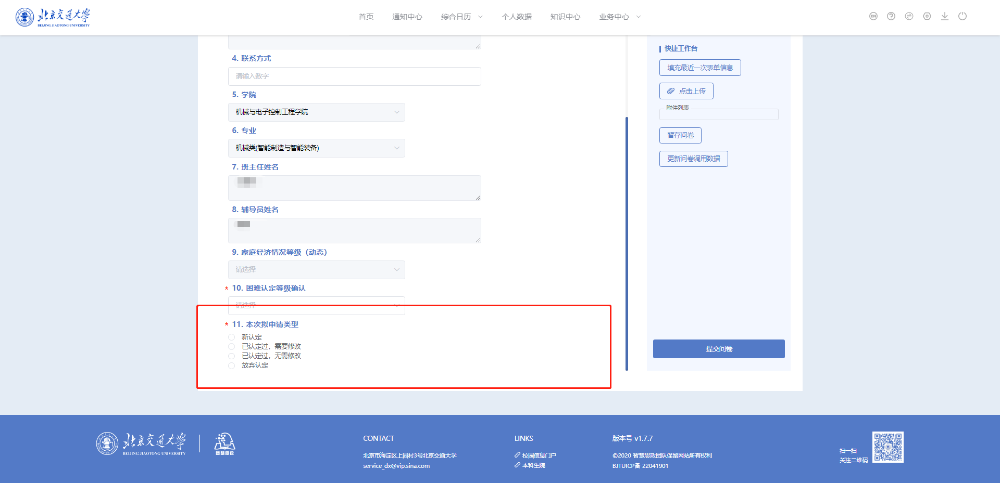 北京交通大学
BEIJING JIAOTONG UNIVERSITY
首页
通知中心
综合日历
个人数据
知识中心
业务中心
EN
4. 联系方式
请输入数字
5. 学院
机械与电子控制工程学院
6. 专业
机械类(智能制造与智能装备)
7. 班主任姓名
8. 辅导员姓名
9. 家庭经济情况等级（动态）
请选择
* 10. 困难认定等级确认
请选择
* 11. 本次拟申请类型
新认定
已认定过，需要修改
已认定过，无需修改
放弃认定
快捷工作台
填充最近一次表单信息
点击上传
附件列表
暂存问卷
更新问卷调用数据
提交问卷
北京交通大学
BEIJING JIAOTONG UNIVERSITY
智慧思政
CONTACT
北京市海淀区上园村3号北京交通大学
service_dx@vip.sina.com
LINKS
校园信息门户
本科生院
版本号 v1.7.7
©2020 智慧思政团队保留网站所有权利
BJTUICP备 22041901
扫一扫
关注二维码